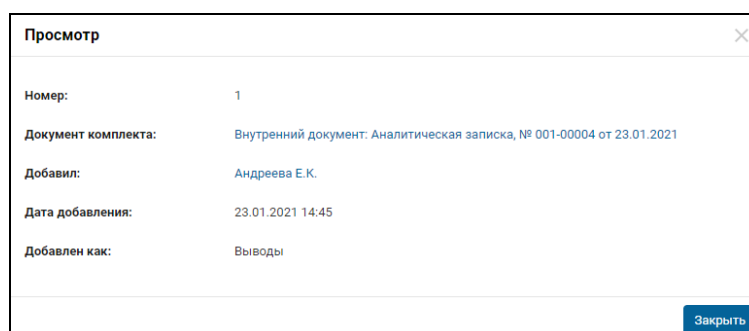 Просмотр
Номер: 1
Документ комплекта: Внутренний документ: Аналитическая записка, № 001-00004 от 23.01.2021
Добавил: Андреева Е.К.
Дата добавления: 23.01.2021 14:45
Добавлен как: Выводы
Закрыть